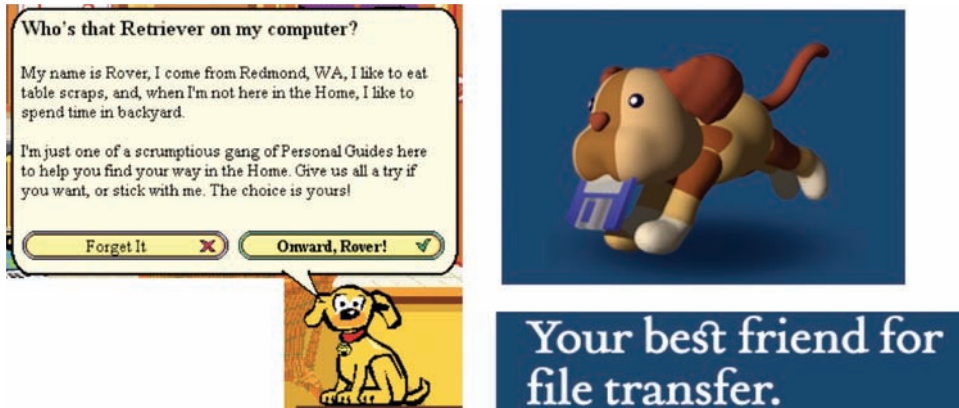 Who's that Retriever on my computer?
My name is Rover, I come from Redmond, WA, I like to eat
table scraps, and, when I'm not here in the Home, I like to
spend time in backyard.
I'm just one of a scrumptious gang of Personal Guides here
to help you find your way in the Home. Give us all a try if
you want, or stick with me. The choice is yours!
Forget It
Onward, Rover!
Your best friend for
file transfer.